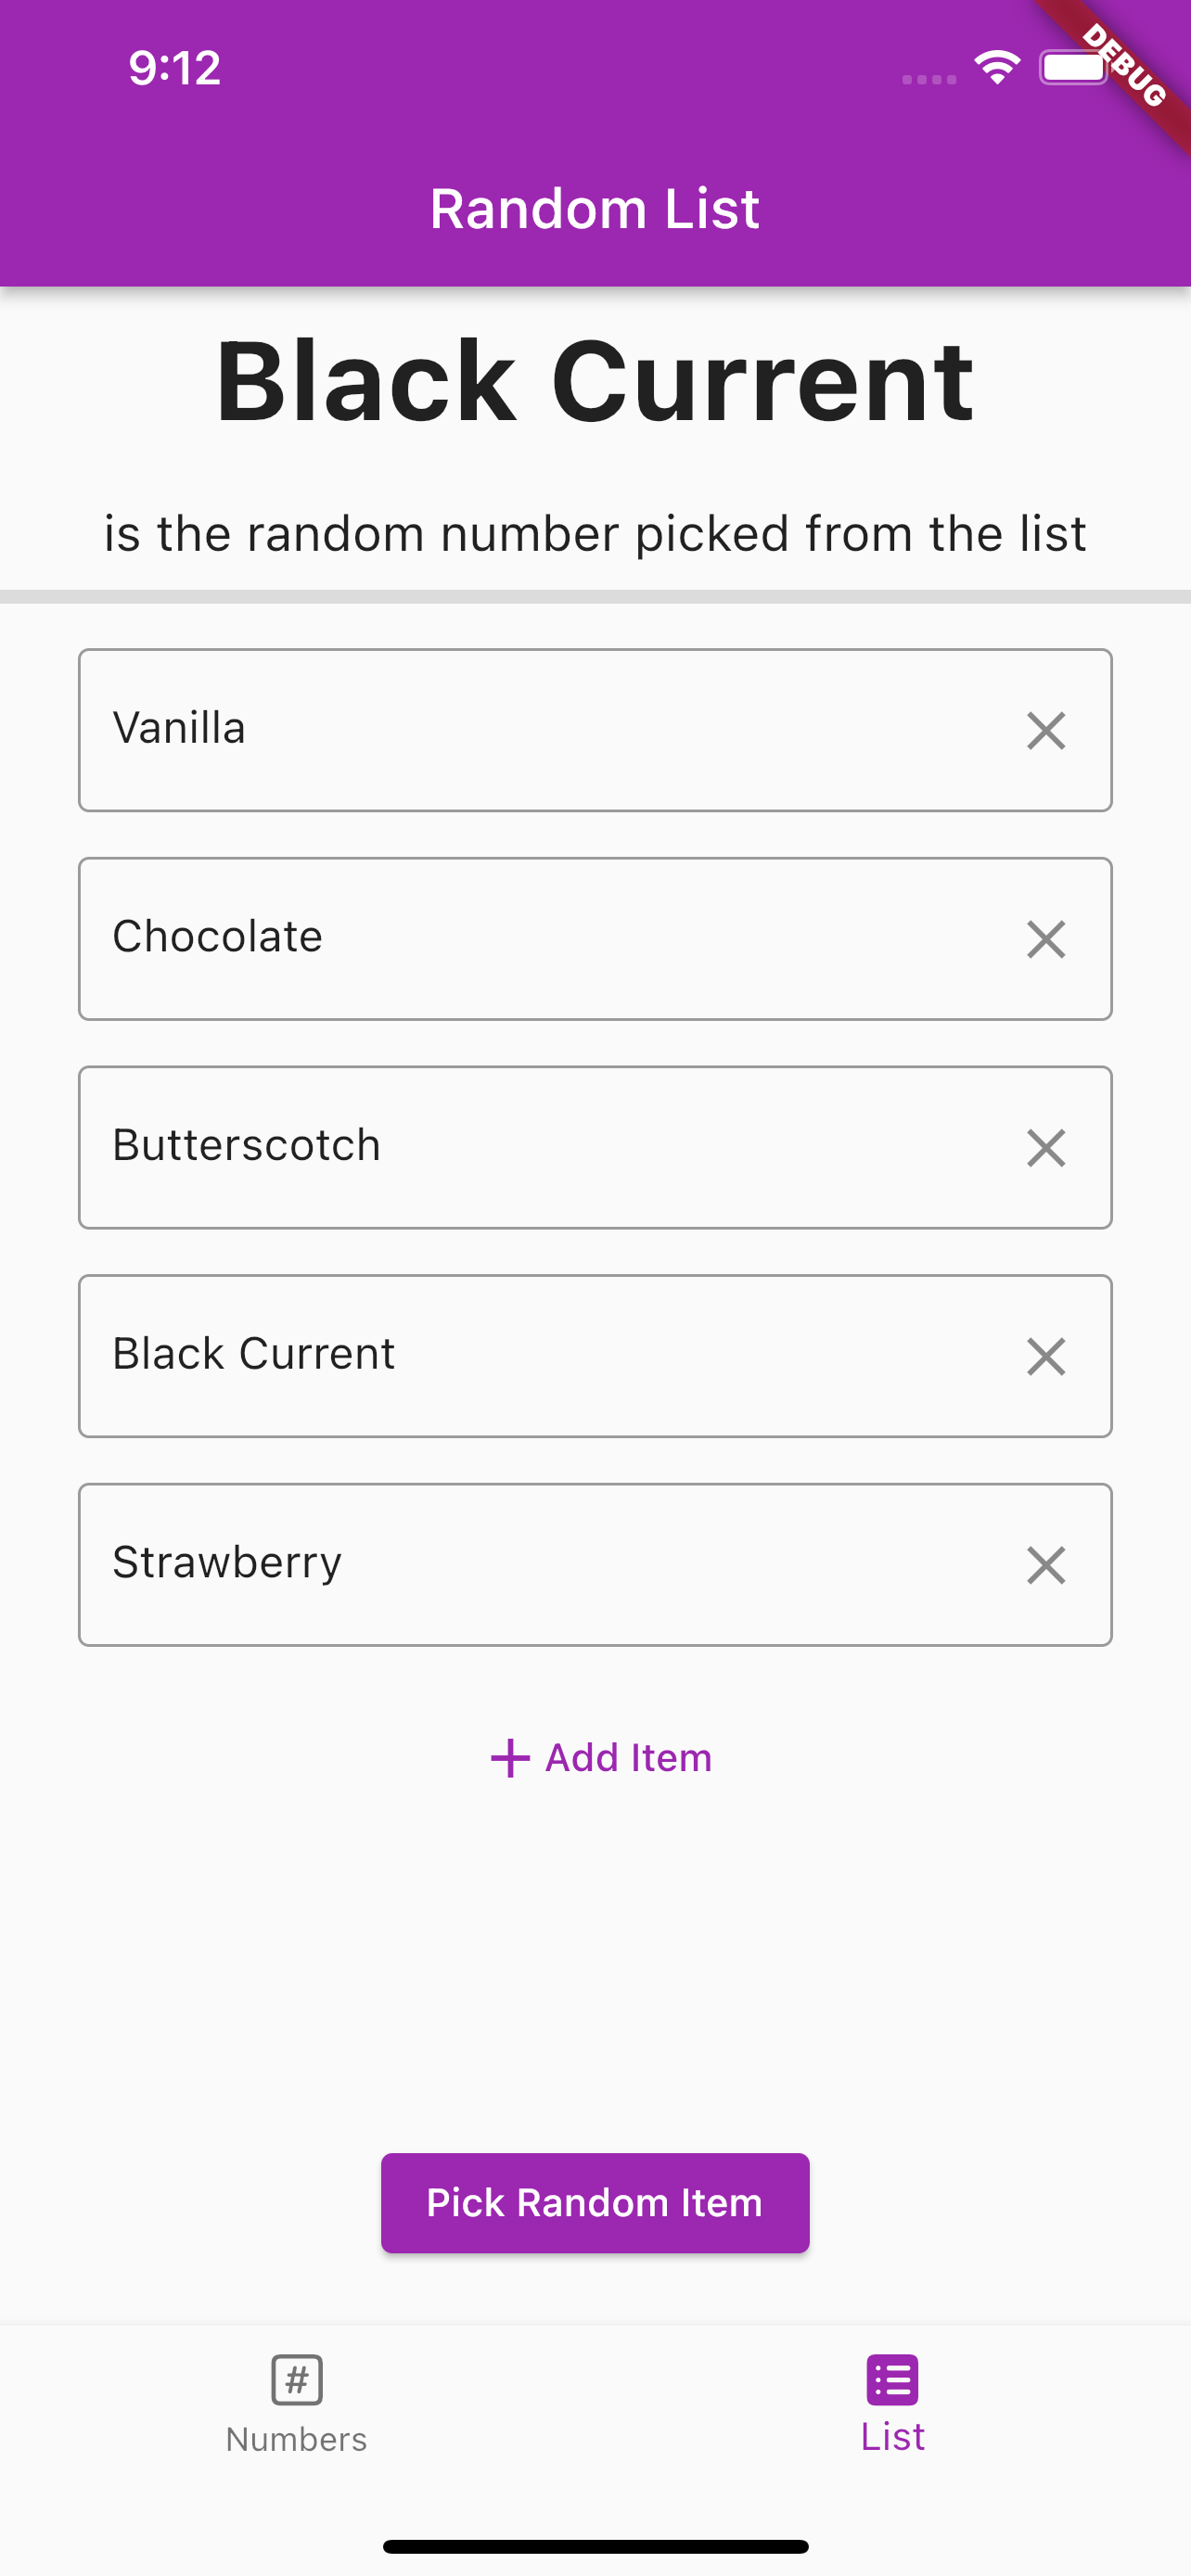 9:12
DEBUG
Random List
Black Current
is the random number picked from the list
Vanilla
Chocolate
Butterscotch
Black Current
Strawberry
+ Add Item
Pick Random Item
#
Numbers
List